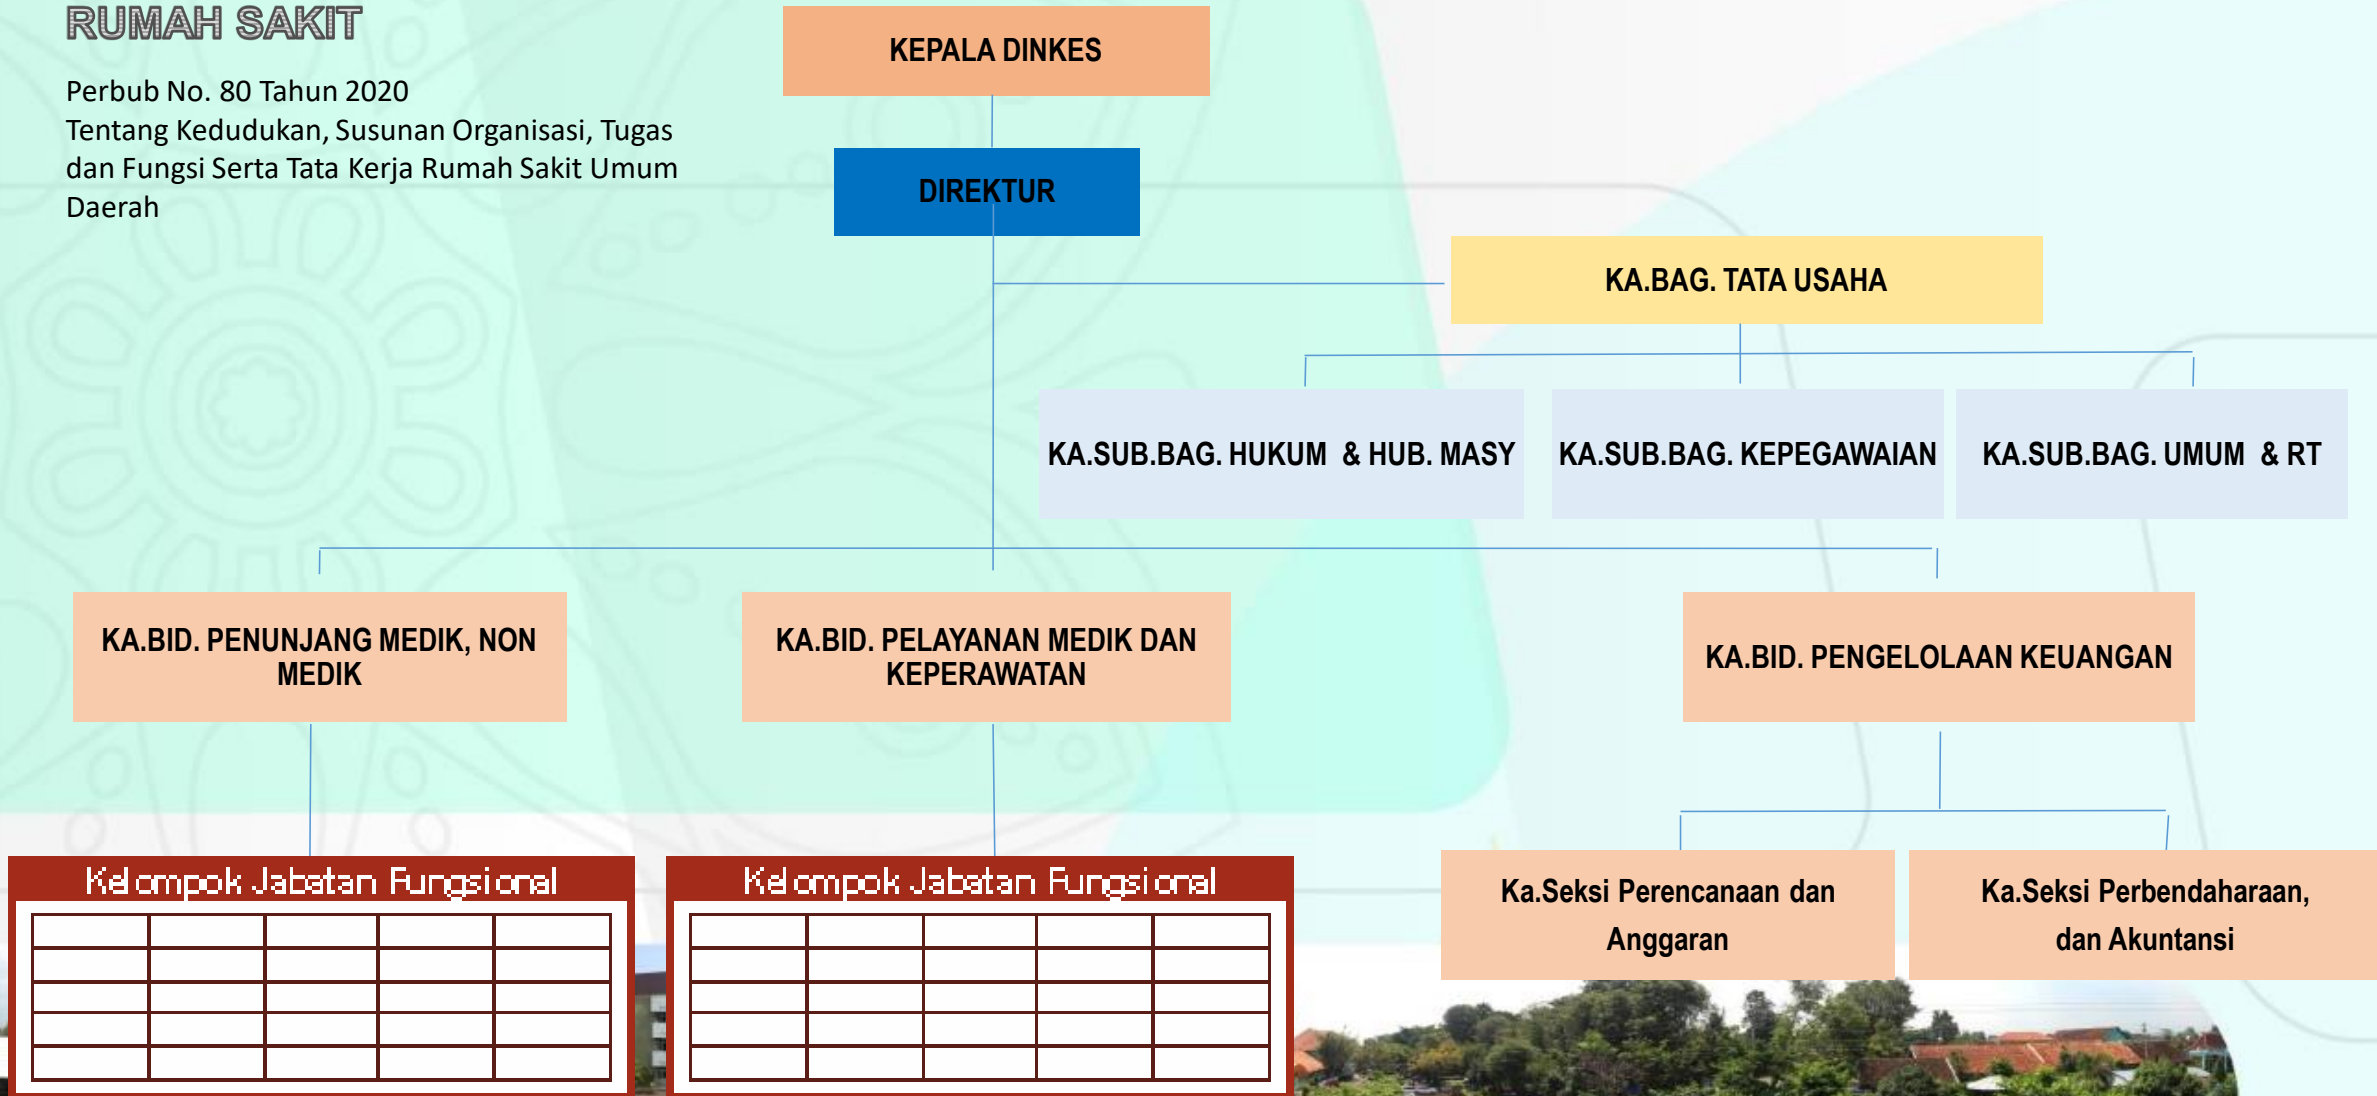 RUMAH SAKIT
Perbub No. 80 Tahun 2020
Tentang Kedudukan, Susunan Organisasi, Tugas
dan Fungsi Serta Tata Kerja Rumah Sakit Umum
Daerah
KEPALA DINKES
DIREKTUR
KA.BAG. TATA USAHA
KA.SUB.BAG. HUKUM & HUB. MASY
KA.SUB.BAG. KEPEGAWAIAN
KA.SUB.BAG. UMUM & RT
KA.BID. PENUNJANG MEDIK, NON
MEDIK
KA.BID. PELAYANAN MEDIK DAN
KEPERAWATAN
KA.BID. PENGELOLAAN KEUANGAN
Kelompok Jabatan Fungsional
Kelompok Jabatan Fungsional
Ka.Seksi Perencanaan dan
Anggaran
Ka.Seksi Perbendaharaan,
dan Akuntansi